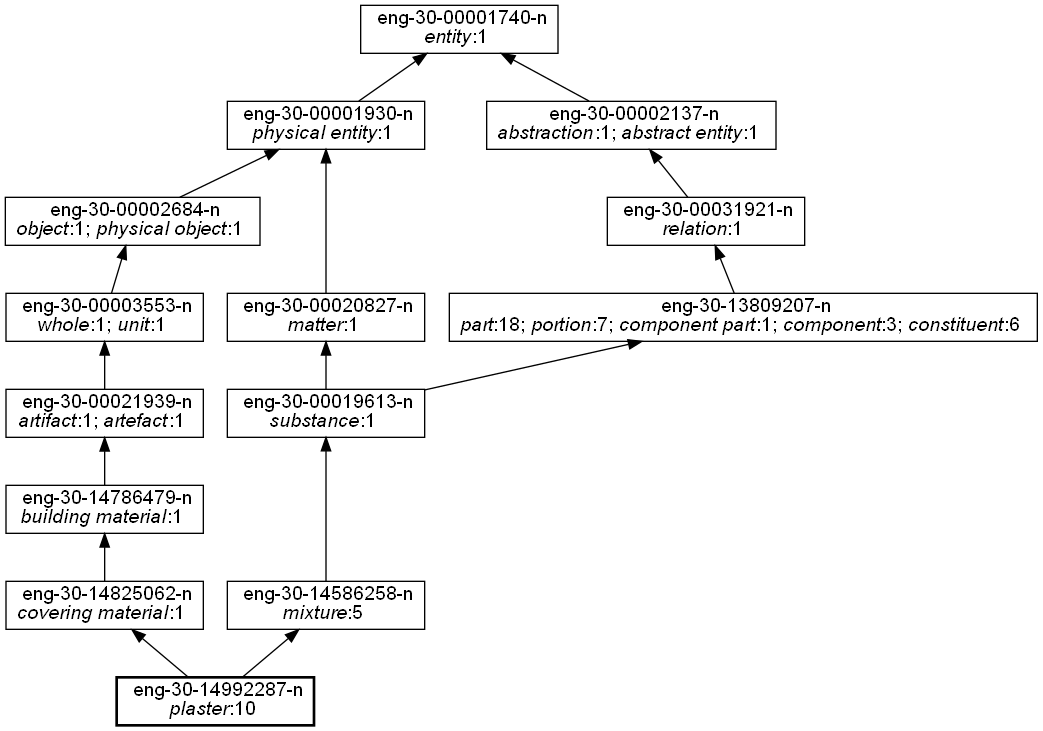 eng-30-00001740-n
entity:1
eng-30-00001930-n
physical entity:1
eng-30-00002137-n
abstraction:1; abstract entity:1
eng-30-00002684-n
object:1; physical object:1
eng-30-00031921-n
relation:1
eng-30-00003553-n
whole:1; unit:1
eng-30-00020827-n
matter:1
eng-30-13809207-n
part:18; portion:7; component part:1; component:3; constituent:6
eng-30-00021939-n
artifact:1; artefact:1
eng-30-00019613-n
substance:1
eng-30-14786479-n
building material:1
eng-30-14825062-n
covering material:1
eng-30-14586258-n
mixture:5
eng-30-14992287-n
plaster:10